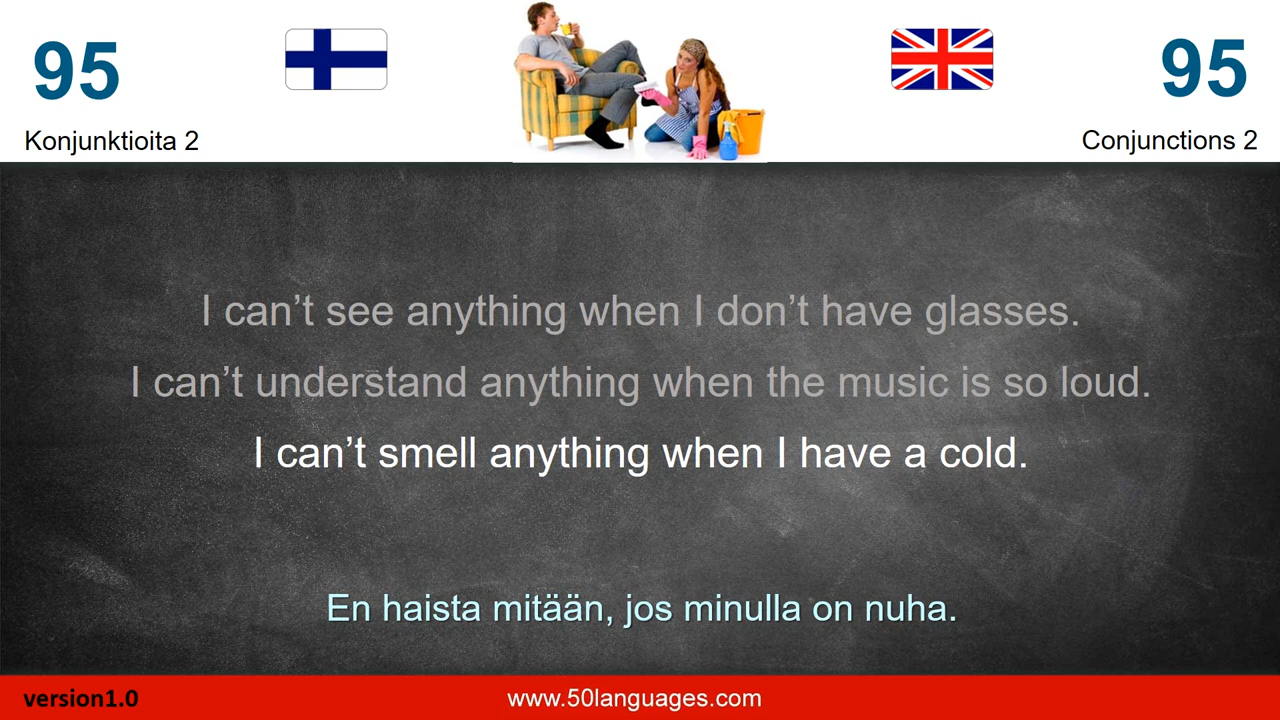 95
95
Konjunktioita 2
Conjunctions 2
I can’t see anything when I don’t have glasses.
I can’t understand anything when the music is so loud.
I can’t smell anything when I have a cold.
En haista mitään, jos minulla on nuha.
version1.0
www.50languages.com